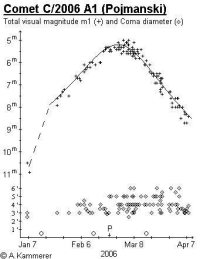 Comet C/2006 A1 (Pojmanski)
Total visual magnitude m1 (+) and Coma diameter (o)
5m
6m
7m
8m
9m
10m
11m
6'
5'
4'
3'
2'
1'
P
Jan 7 Feb 6 Mar 8 Apr 7
2006
© A.Kammerer